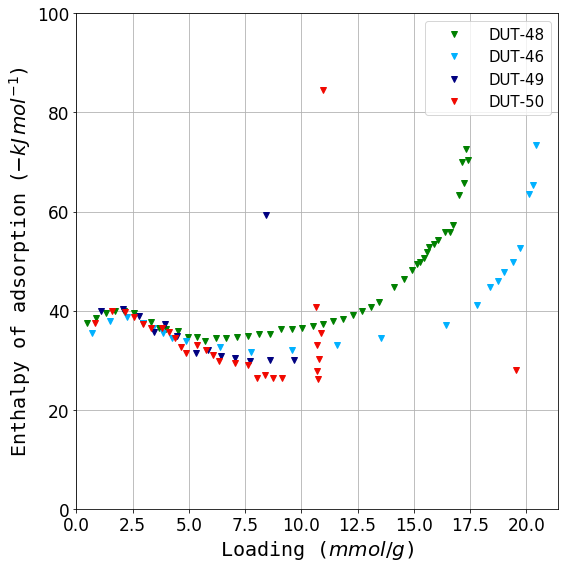 100
80
60
40
20
0
0.0 2.5 5.0 7.5 10.0 12.5 15.0 17.5 20.0
Enthalpy of adsorption (−kJ mol⁻¹)
Loading (mmol/g)
DUT-48
DUT-46
DUT-49
DUT-50